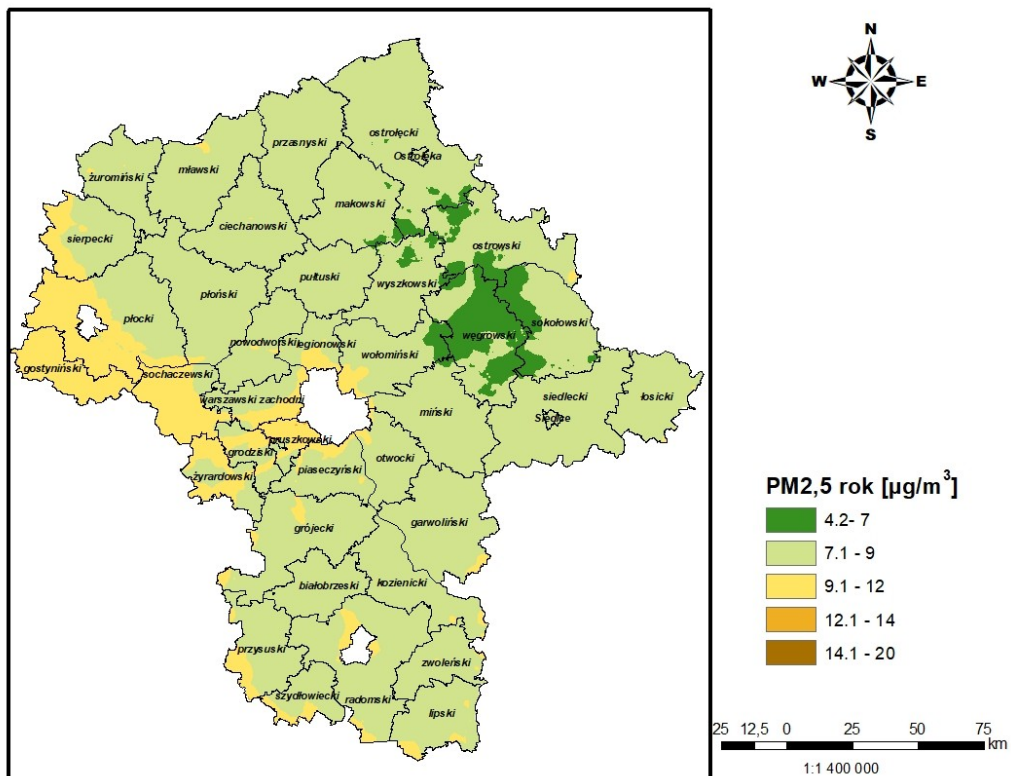 N
W E
S
ostrołęcki
Ostrołęka
przasnyski
mławski
żuromiński
makowski
ciechanowski
sierpecki
ostrowski
pułtuski
wyszkowski
płoński
płocki
sokołowski
węgrowski
nowodworski
legionowski
wołomiński
gostyniński
sochaczewski
warszawski zachodni
siedlecki
łosicki
Siedlce
miński
pruszkowski
grodziski
otwocki
piaseczyński
żyrardowski
garwoliński
grójecki
białobrzeski
kozienicki
przysuski
zwoleński
szydłowiecki
radomski
lipski
PM2,5 rok [µg/m³]
4.2- 7
7.1 - 9
9.1 - 12
12.1 - 14
14.1 - 20
25 12,5 0 25 50 75
km
1:1 400 000